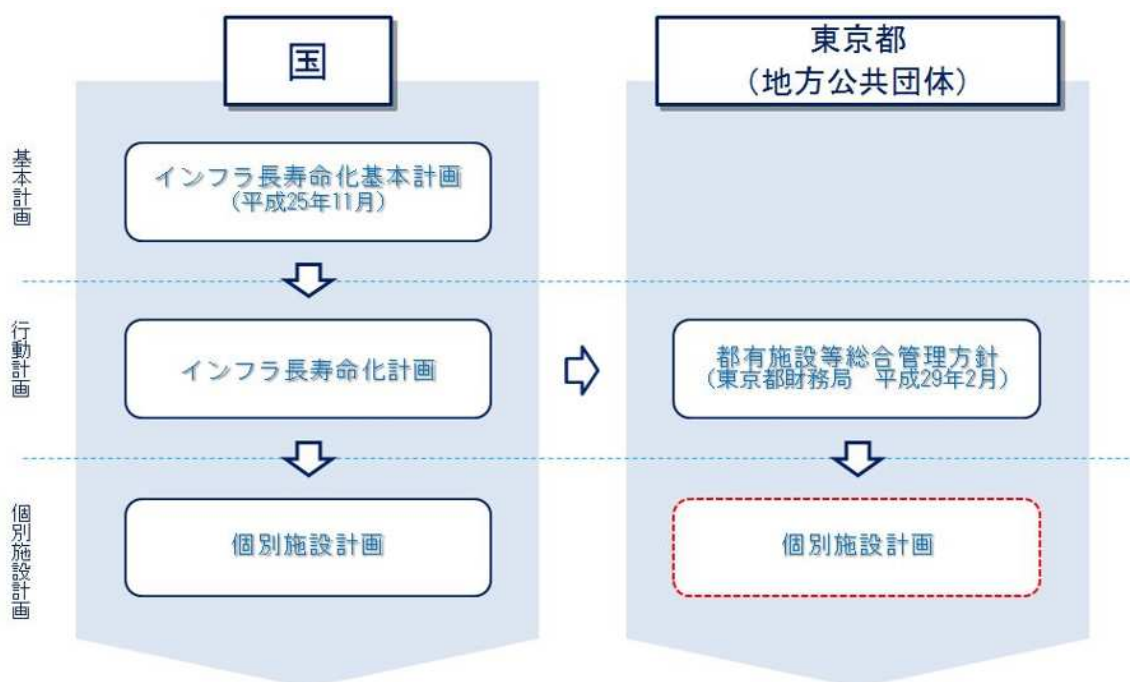 国
東京都
（地方公共団体）
基本計画
インフラ長寿命化基本計画
（平成25年11月）
行動計画
インフラ長寿命化計画
都有施設等総合管理方針
（東京都財務局　平成29年2月）
個別施設計画
個別施設計画
個別施設計画